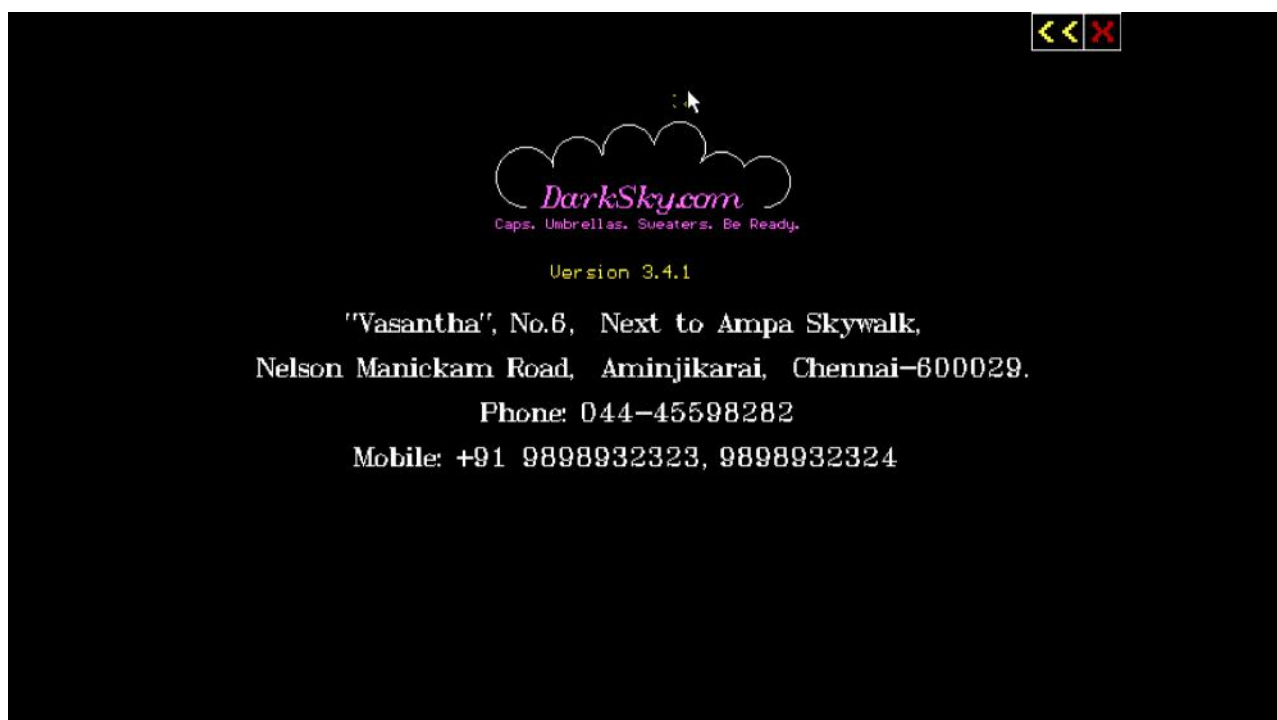 << X
DarkSky.com
Caps. Umbrellas. Sweaters. Be Ready.
Version 3.4.1
"Vasantha", No.6, Next to Ampa Skywalk,
Nelson Manickam Road, Aminjikarai, Chennai-600029.
Phone: 044-45598282
Mobile: +91 9898932323, 9898932324